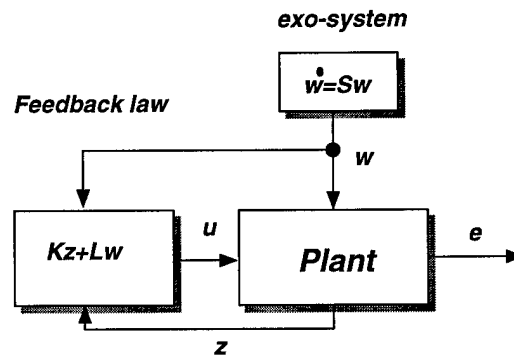 exo-system
ẇ=Sw
Feedback law
w
Kz+Lw
u
Plant
e
z